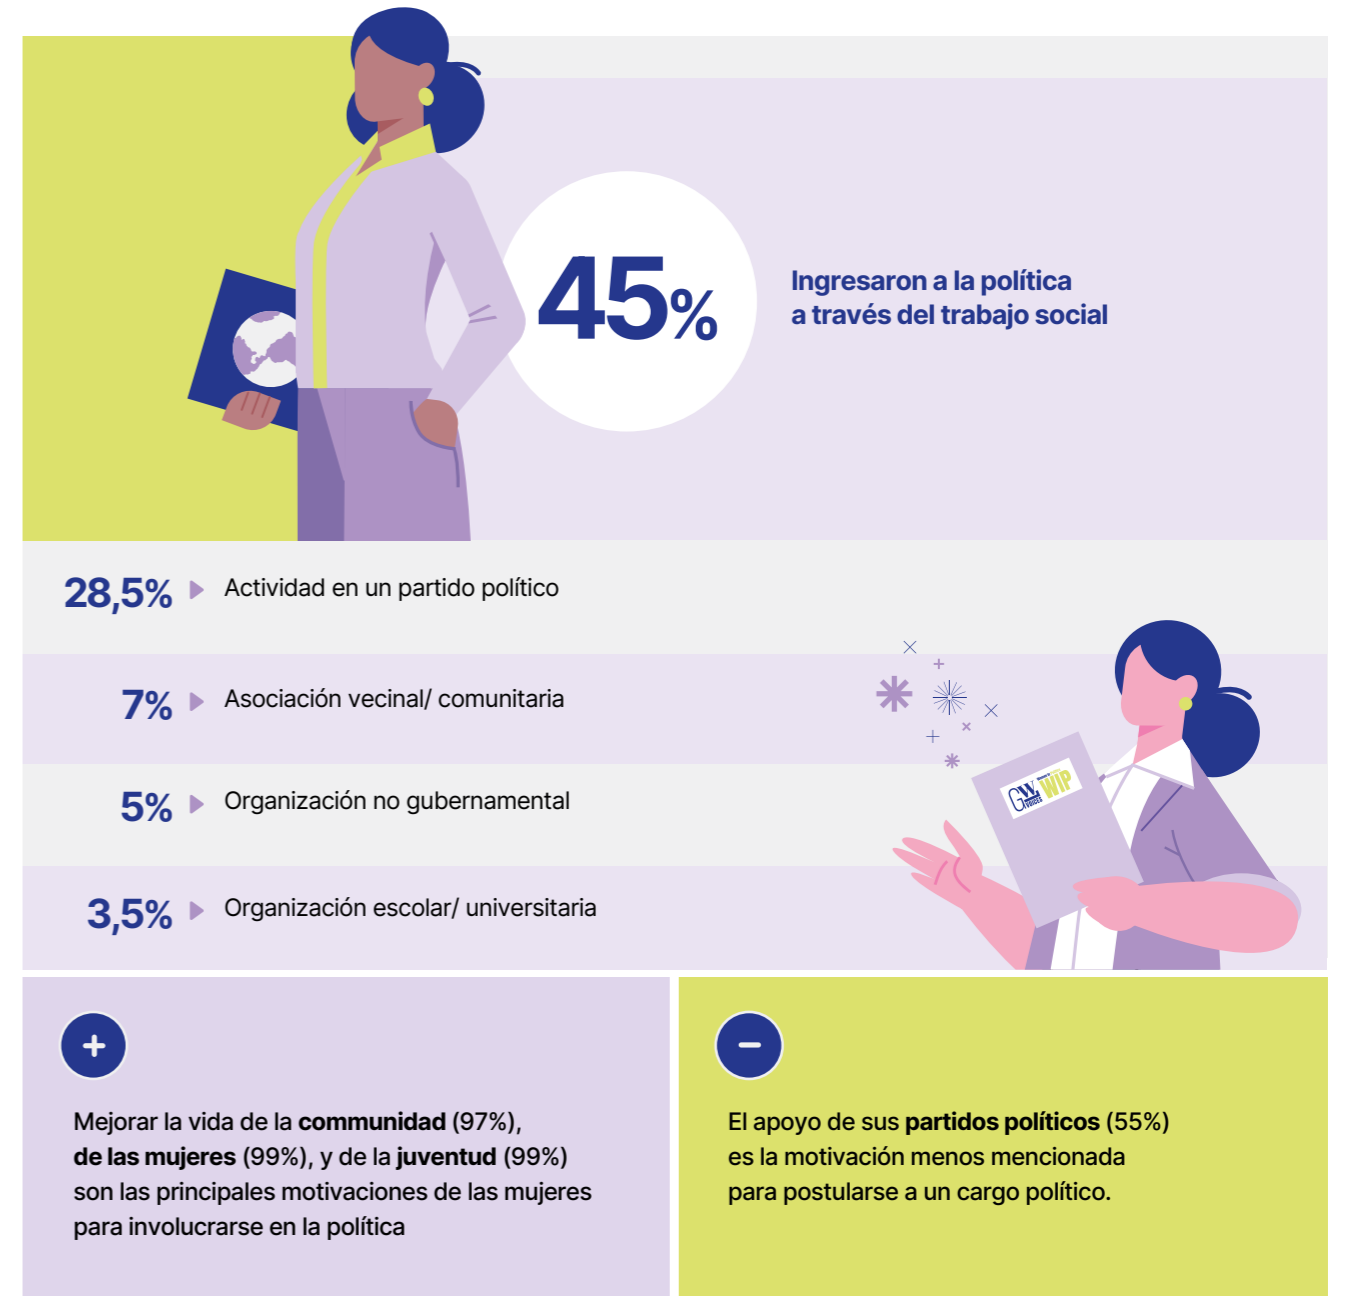 45%
Ingresaron a la política
a través del trabajo social
28,5% Actividad en un partido político
7% Asociación vecinal/ comunitaria
5% Organización no gubernamental
GWL
VOICES
WIP
3,5% Organización escolar/ universitaria
+
Mejorar la vida de la communidad (97%),
de las mujeres (99%), y de la juventud (99%)
son las principales motivaciones de las mujeres
para involucrarse en la política
−
El apoyo de sus partidos políticos (55%)
es la motivación menos mencionada
para postularse a un cargo político.